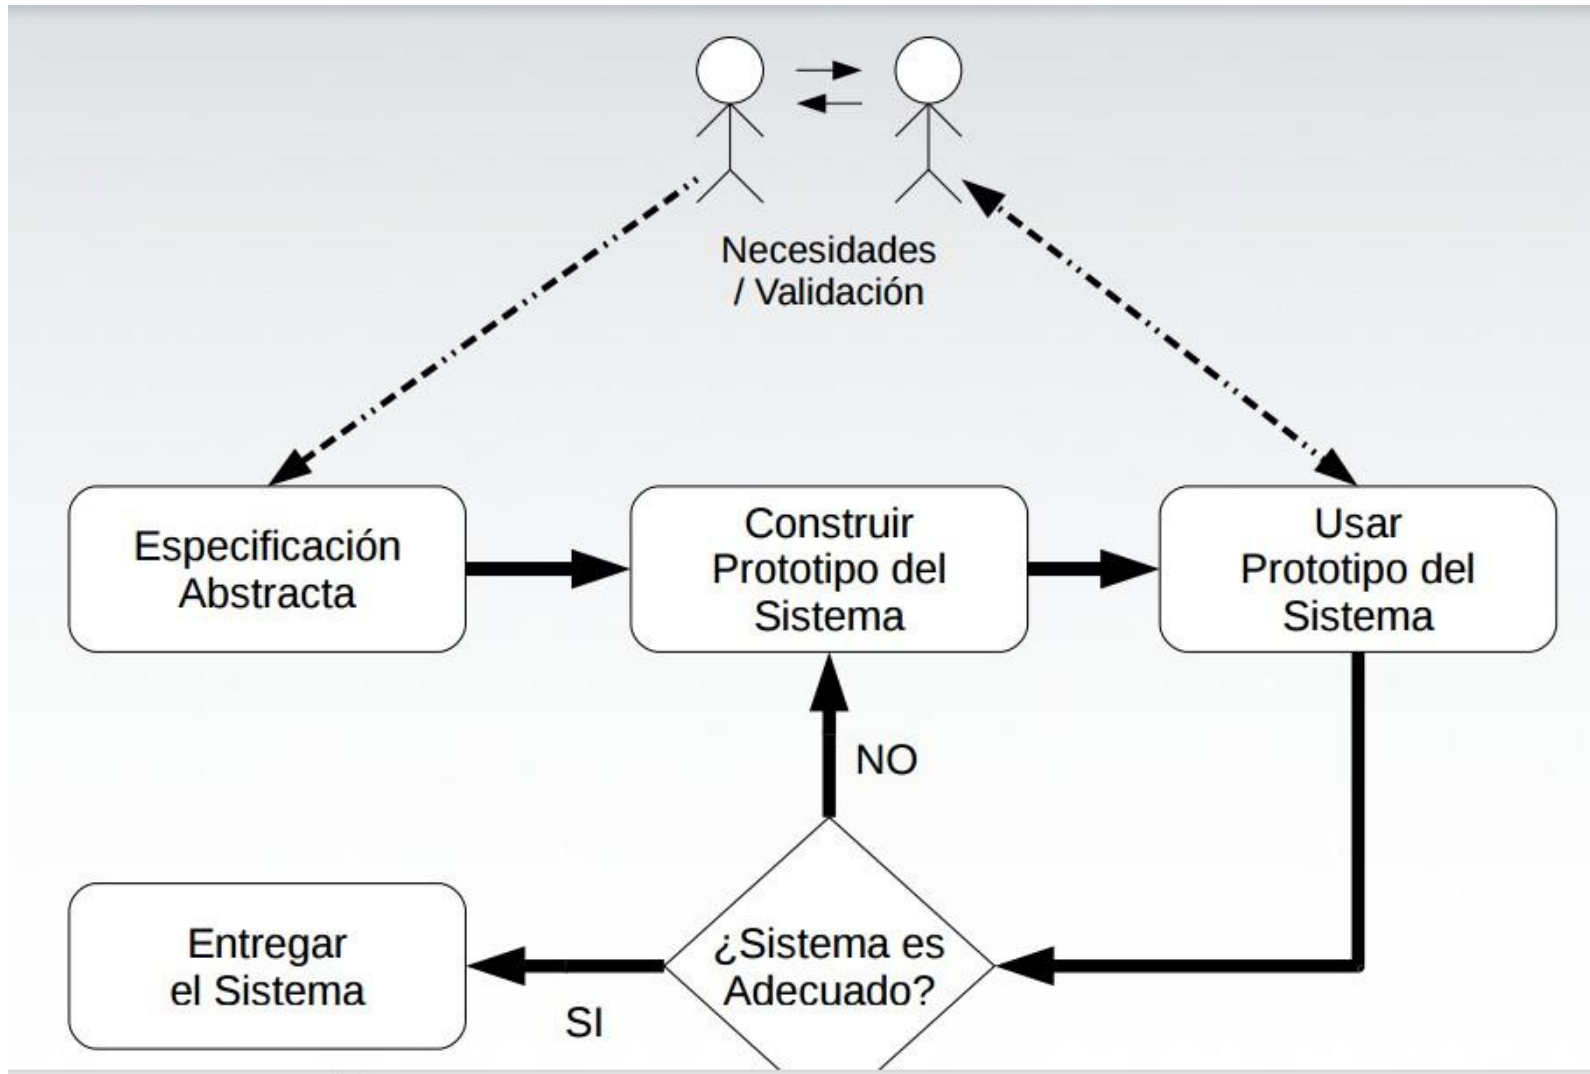 Necesidades
/ Validación
Especificación
Abstracta
Construir
Prototipo del
Sistema
Usar
Prototipo del
Sistema
NO
Entregar
el Sistema
SI
¿Sistema es
Adecuado?